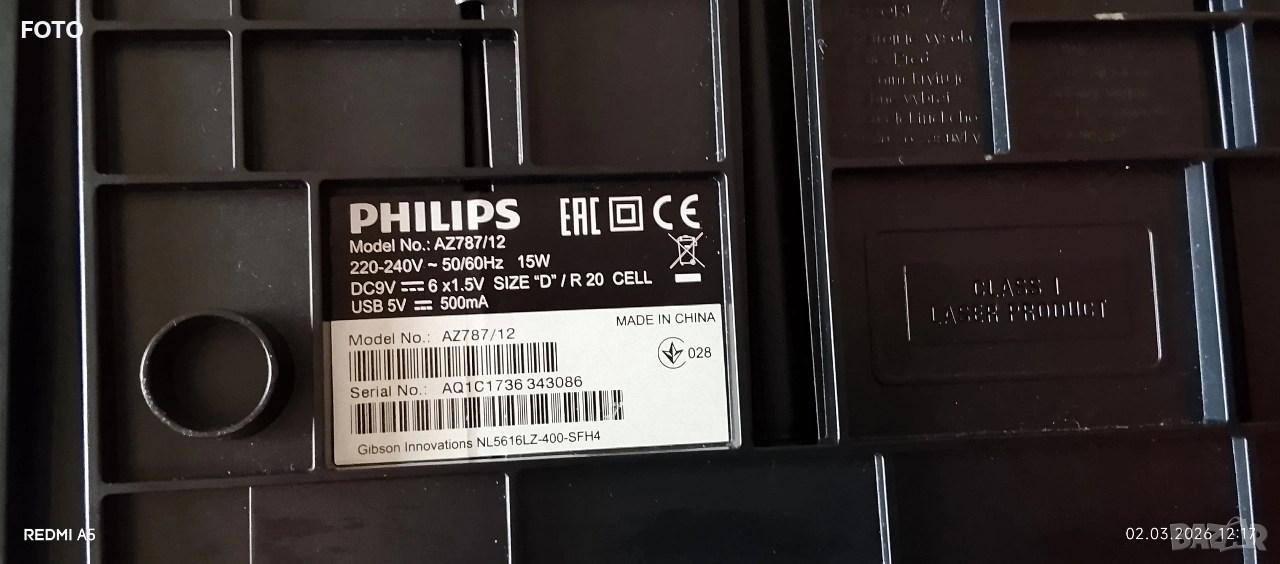 FOTO
PHILIPS EAC CE
Model No.: AZ787/12
220-240V ~ 50/60Hz 15W
DC9V ⎓ 6 x1.5V SIZE "D" / R 20 CELL
USB 5V ⎓ 500mA
MADE IN CHINA
Model No.: AZ787/12
028
Serial No.: AQ1C1736 343086
Gibson Innovations NL5616LZ-400-SFH4
CLASS 1
LASER PRODUCT
REDMI A5
02.03.2026 12:17
BAZAR